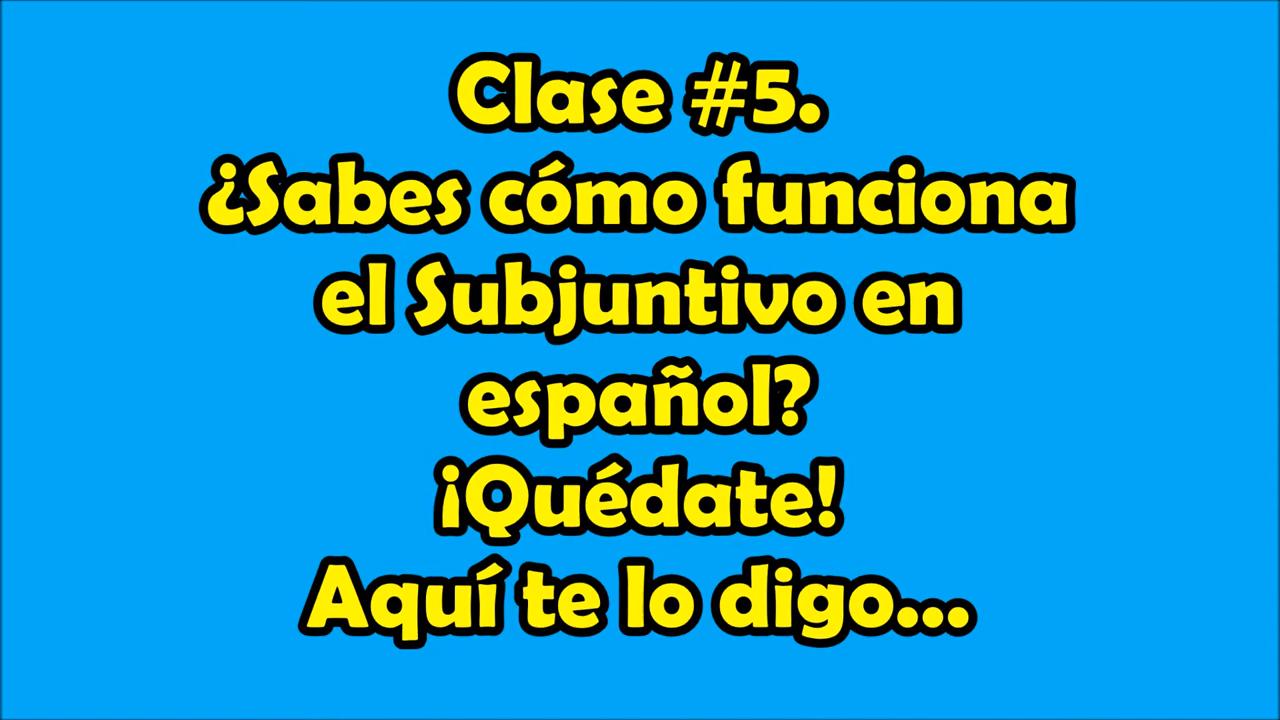 Clase #5.
¿Sabes cómo funciona
el Subjuntivo en
español?
¡Quédate!
Aquí te lo digo...